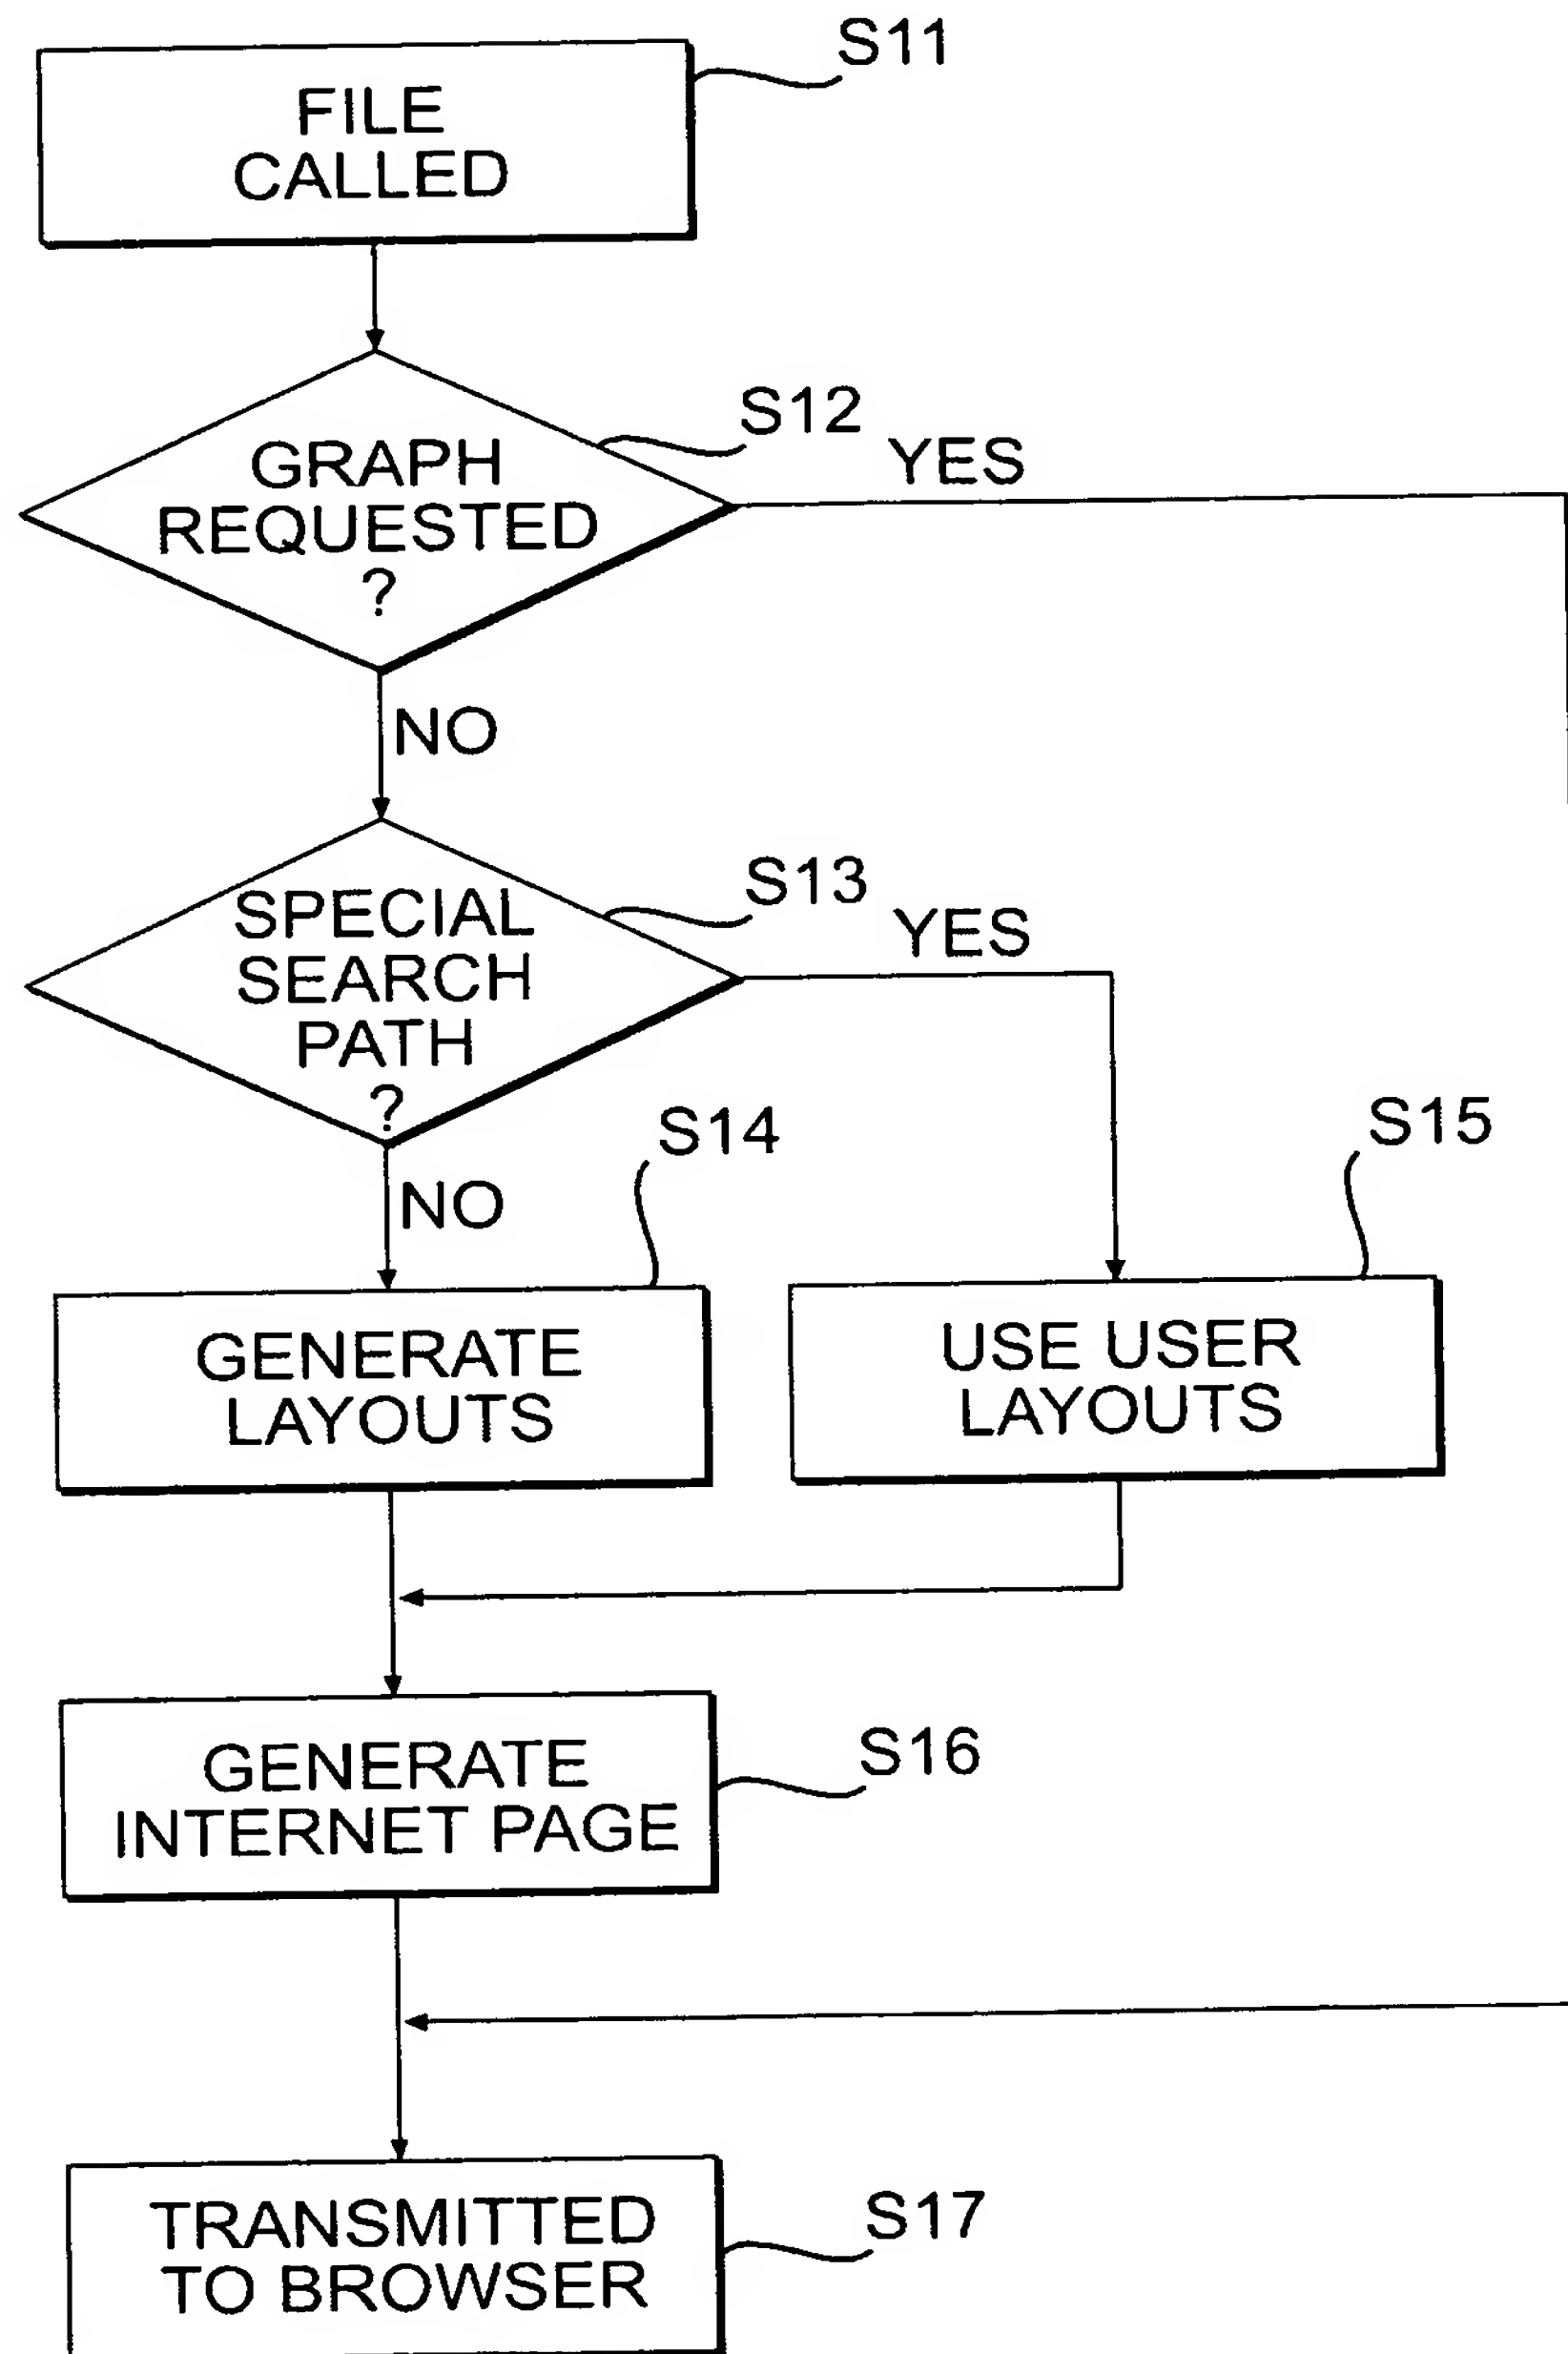 S11
FILE
CALLED
S12
GRAPH
REQUESTED
?
YES
NO
S13
SPECIAL
SEARCH
PATH
?
YES
NO
S14
S15
GENERATE
LAYOUTS
USE USER
LAYOUTS
GENERATE
INTERNET PAGE
S16
TRANSMITTED
TO BROWSER
S17